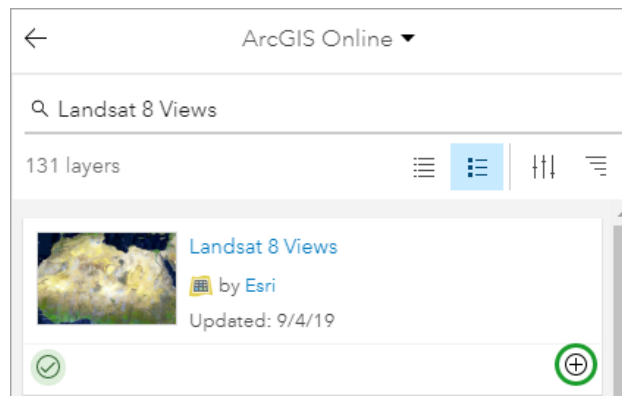 ArcGIS Online
Landsat 8 Views
131 layers
Landsat 8 Views
by Esri
Updated: 9/4/19